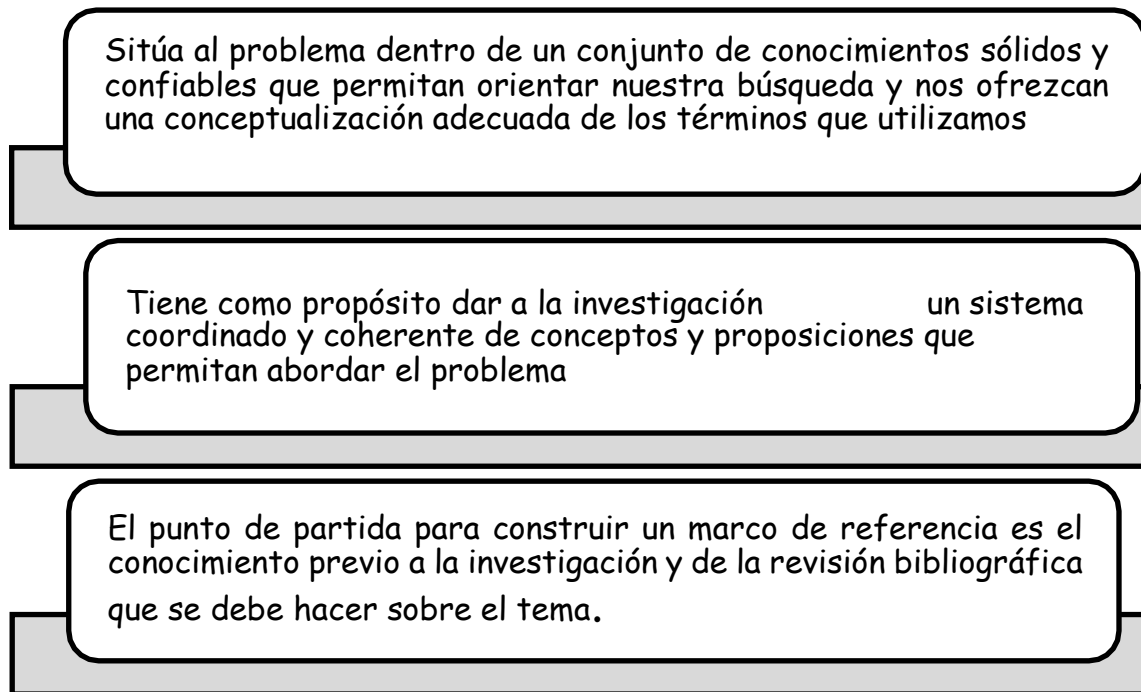 Sitúa al problema dentro de un conjunto de conocimientos sólidos y
confiables que permitan orientar nuestra búsqueda y nos ofrezcan
una conceptualización adecuada de los términos que utilizamos
Tiene como propósito dar a la investigación un sistema
coordinado y coherente de conceptos y proposiciones que
permitan abordar el problema
El punto de partida para construir un marco de referencia es el
conocimiento previo a la investigación y de la revisión bibliográfica
que se debe hacer sobre el tema.